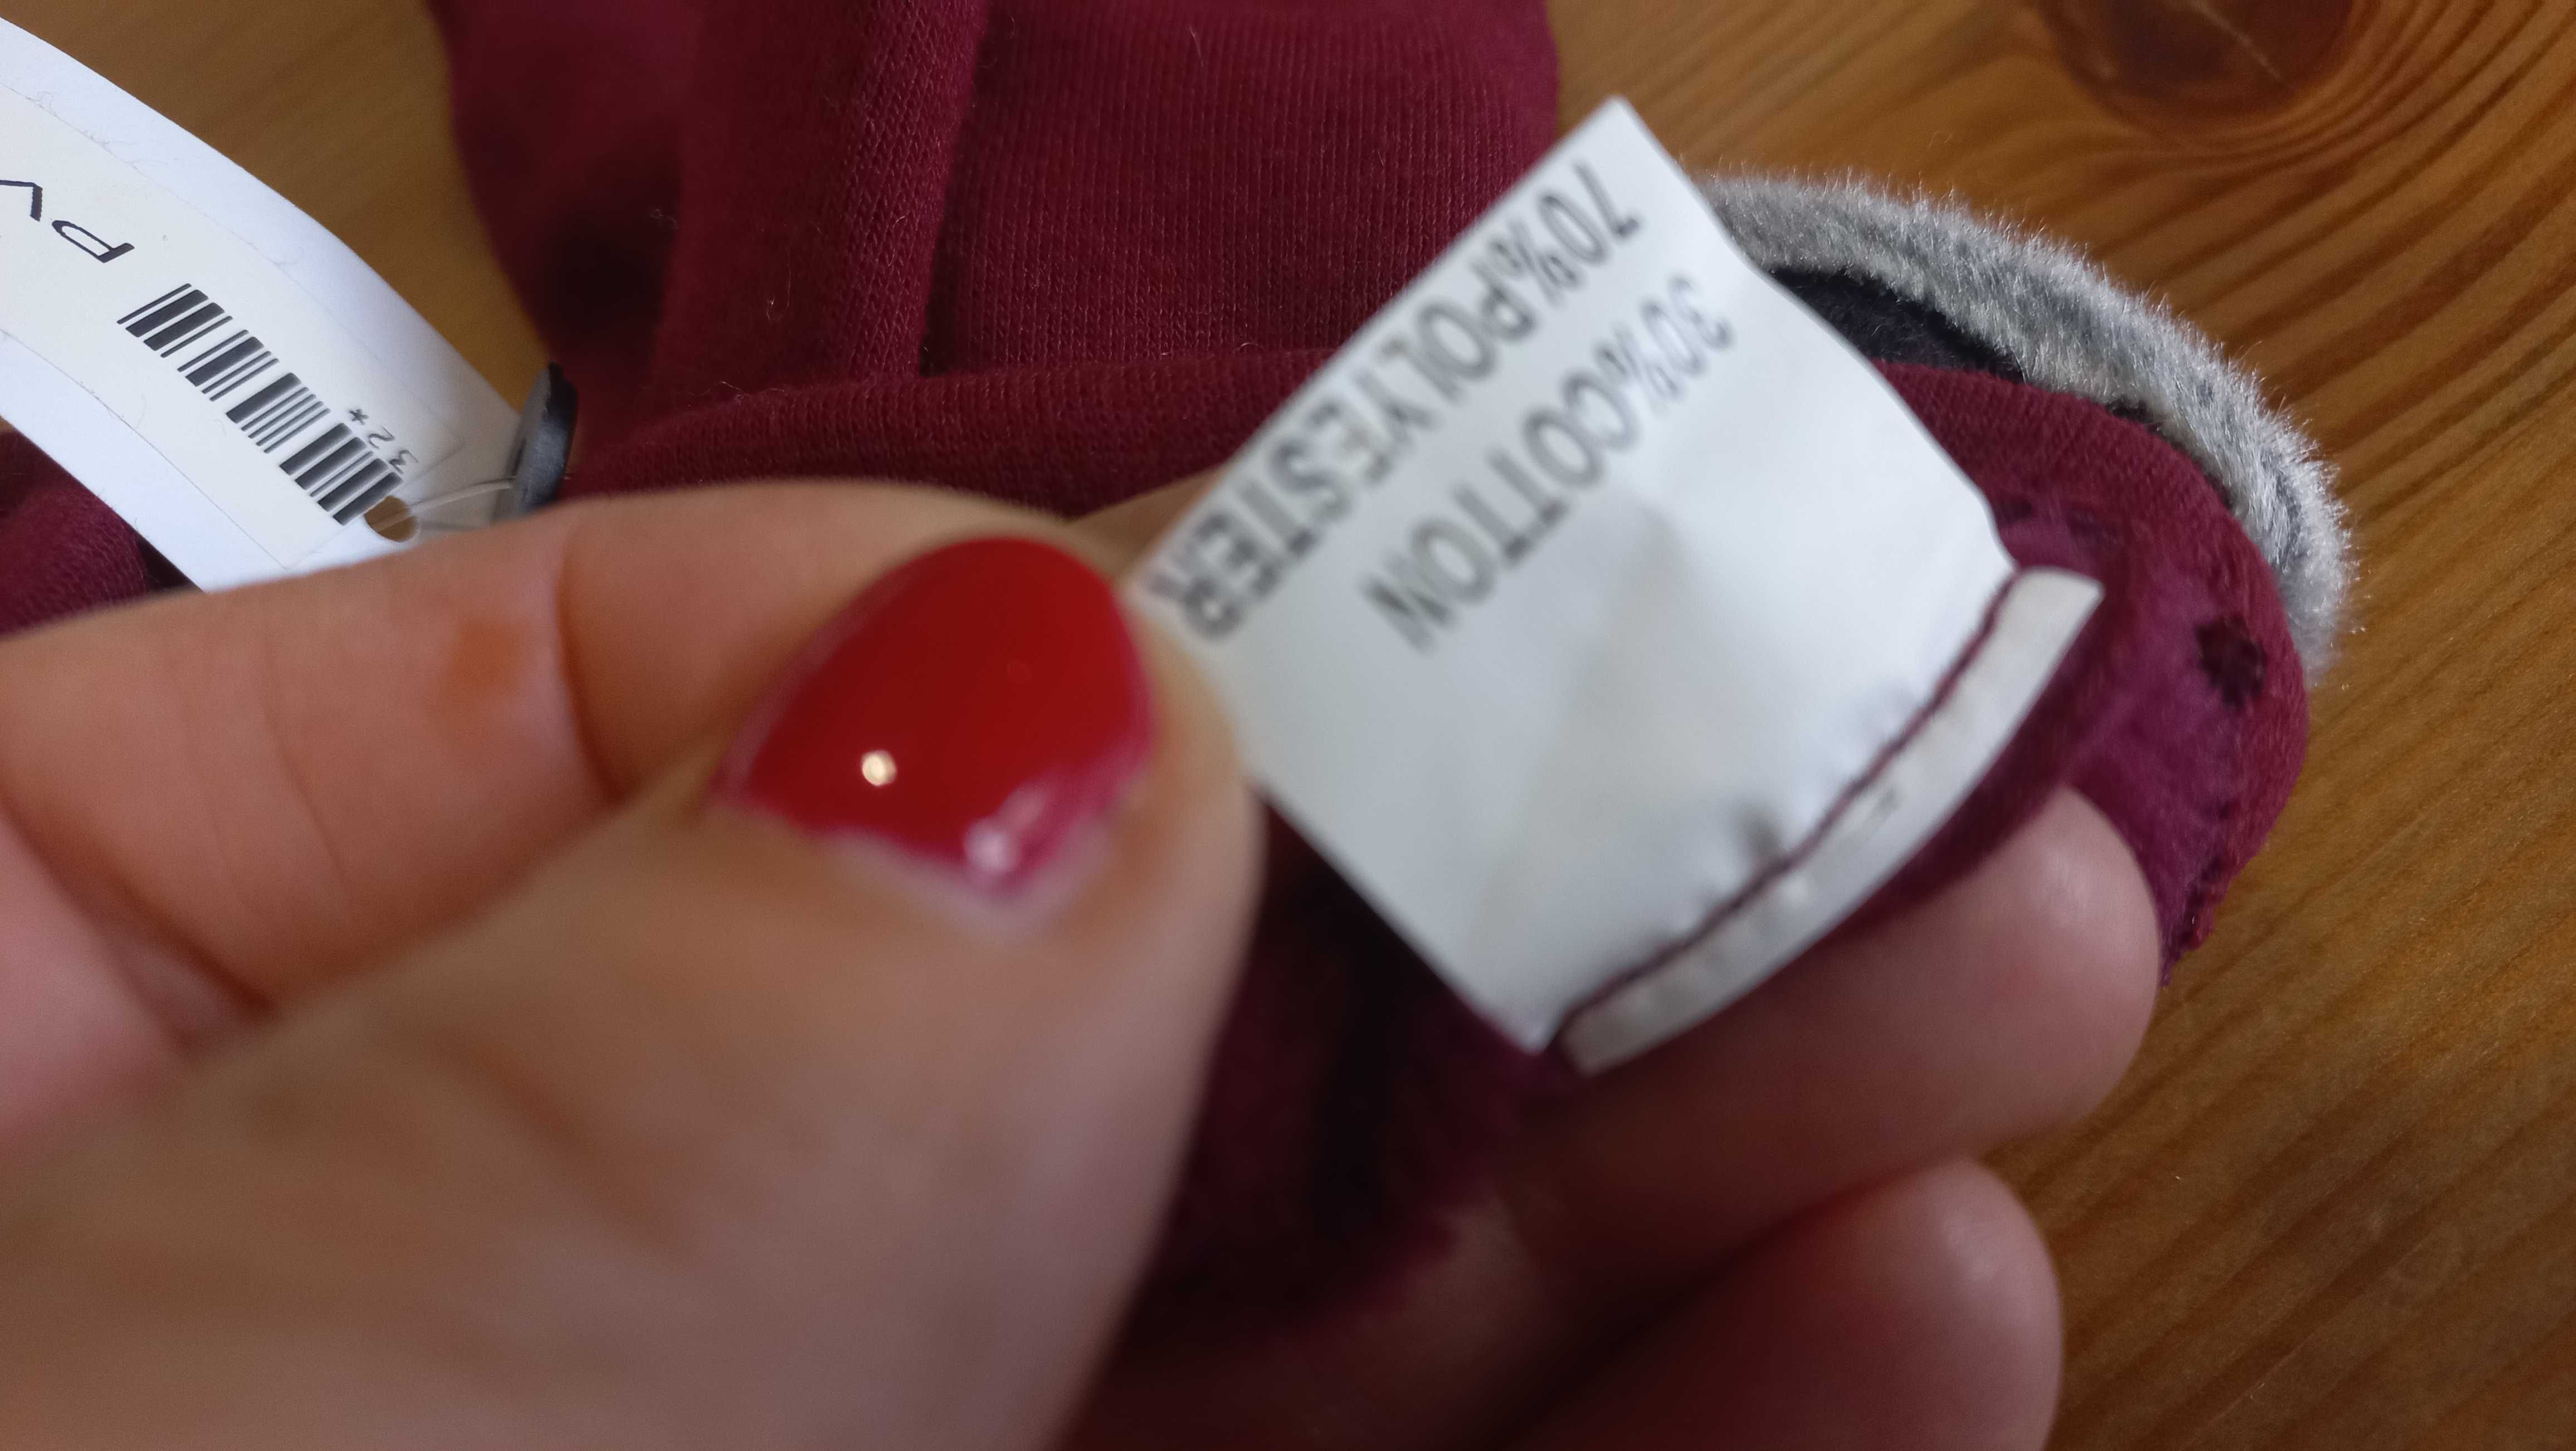 70%POLYESTER
30%COTTON
PV
32*